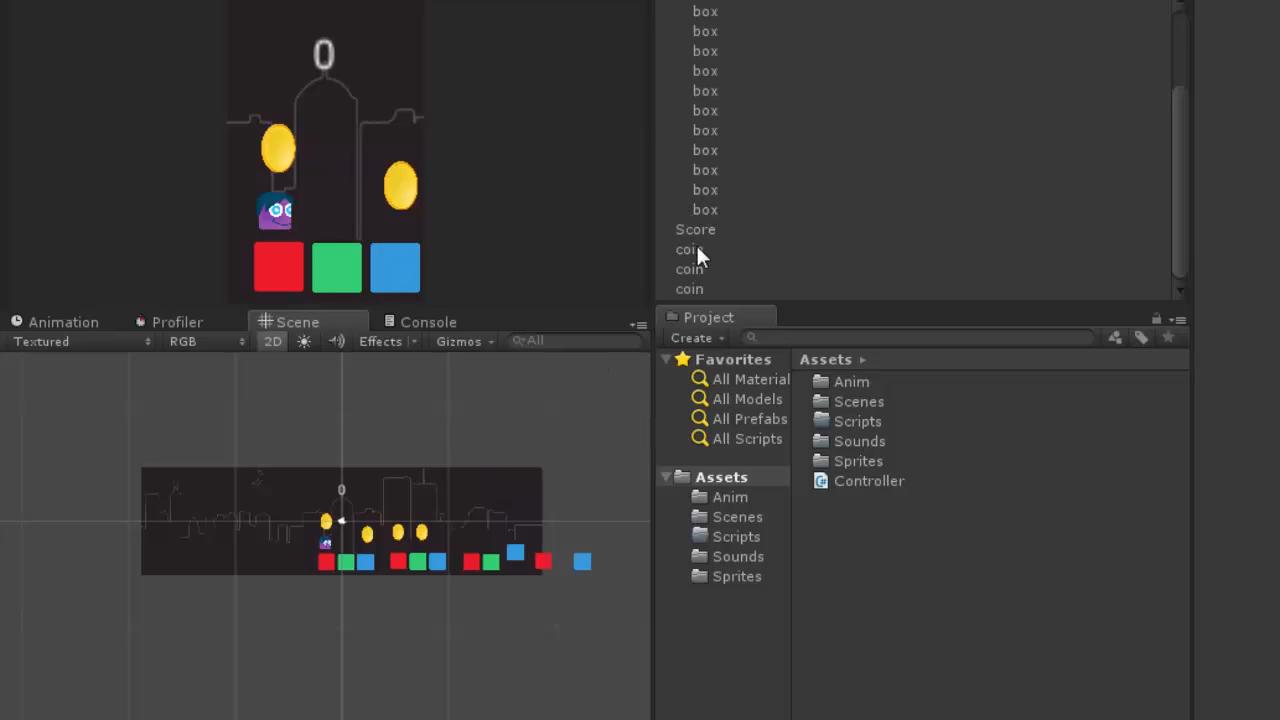 0
box
box
box
box
box
box
box
box
box
box
box
Score
coin
coin
coin
Animation
Profiler
Scene
Console
Textured
RGB
2D
Effects
Gizmos
All
0
Project
Create
Favorites
All Material
All Models
All Prefabs
All Scripts
Assets
Anim
Scenes
Scripts
Sounds
Sprites
Assets
Anim
Scenes
Scripts
Sounds
Sprites
C# Controller